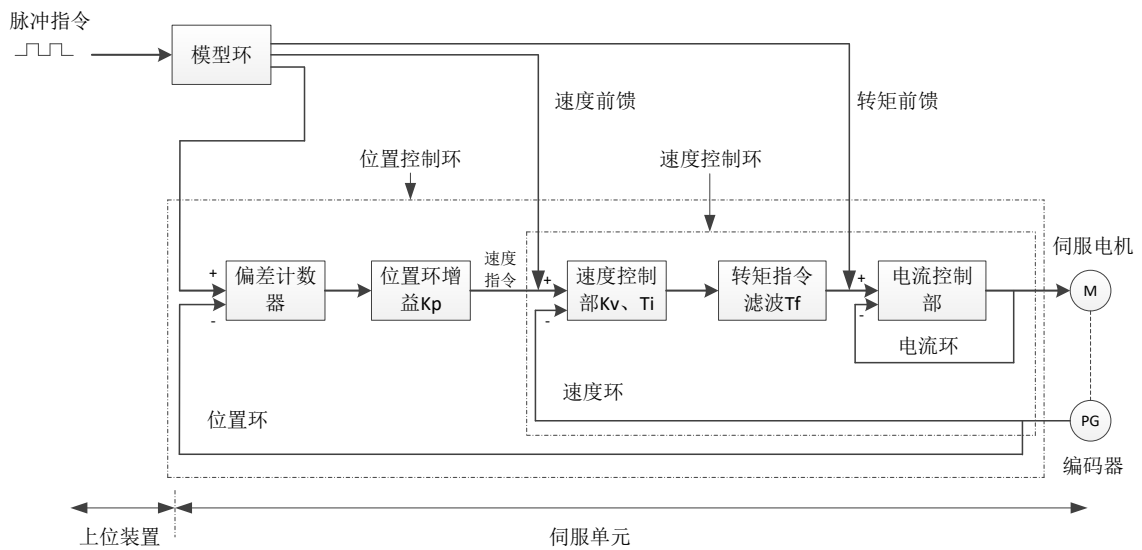 脉冲指令
模型环
速度前馈
转矩前馈
位置控制环
速度控制环
伺服电机
+
偏差计数
器
-
位置环增
益Kp
速度
指令
+
速度控制
部Kv、Ti
-
转矩指令
滤波Tf
+
电流控制
部
-
M
电流环
速度环
位置环
PG
编码器
上位装置
伺服单元